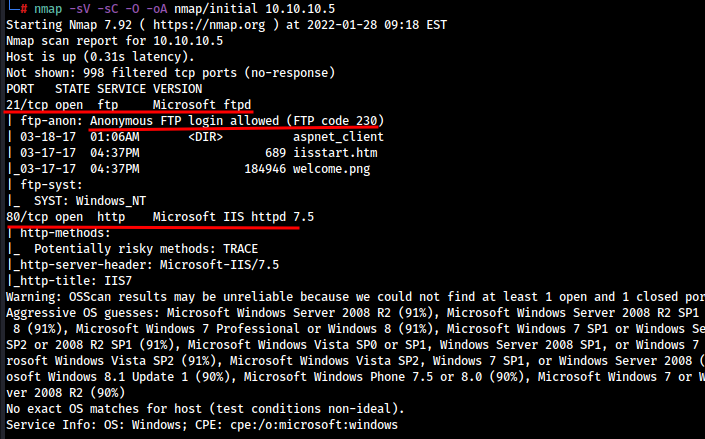 # nmap -sV -sC -O -oA nmap/initial 10.10.10.5
Starting Nmap 7.92 ( https://nmap.org ) at 2022-01-28 09:18 EST
Nmap scan report for 10.10.10.5
Host is up (0.31s latency).
Not shown: 998 filtered tcp ports (no-response)
PORT   STATE SERVICE VERSION
21/tcp open  ftp     Microsoft ftpd
| ftp-anon: Anonymous FTP login allowed (FTP code 230)
| 03-18-17  01:06AM       <DIR>          aspnet_client
| 03-17-17  04:37PM                  689 iisstart.htm
|_03-17-17  04:37PM               184946 welcome.png
| ftp-syst:
|_  SYST: Windows_NT
80/tcp open  http    Microsoft IIS httpd 7.5
| http-methods:
|_  Potentially risky methods: TRACE
|_http-server-header: Microsoft-IIS/7.5
|_http-title: IIS7
Warning: OSScan results may be unreliable because we could not find at least 1 open and 1 closed por
Aggressive OS guesses: Microsoft Windows Server 2008 R2 (91%), Microsoft Windows Server 2008 R2 SP1
 8 (91%), Microsoft Windows 7 Professional or Windows 8 (91%), Microsoft Windows 7 SP1 or Windows Se
SP2 or 2008 R2 SP1 (91%), Microsoft Windows Vista SP0 or SP1, Windows Server 2008 SP1, or Windows 7
rosoft Windows Vista SP2 (91%), Microsoft Windows Vista SP2, Windows 7 SP1, or Windows Server 2008 (
osoft Windows 8.1 Update 1 (90%), Microsoft Windows Phone 7.5 or 8.0 (90%), Microsoft Windows 7 or W
ver 2008 R2 (90%)
No exact OS matches for host (test conditions non-ideal).
Service Info: OS: Windows; CPE: cpe:/o:microsoft:windows